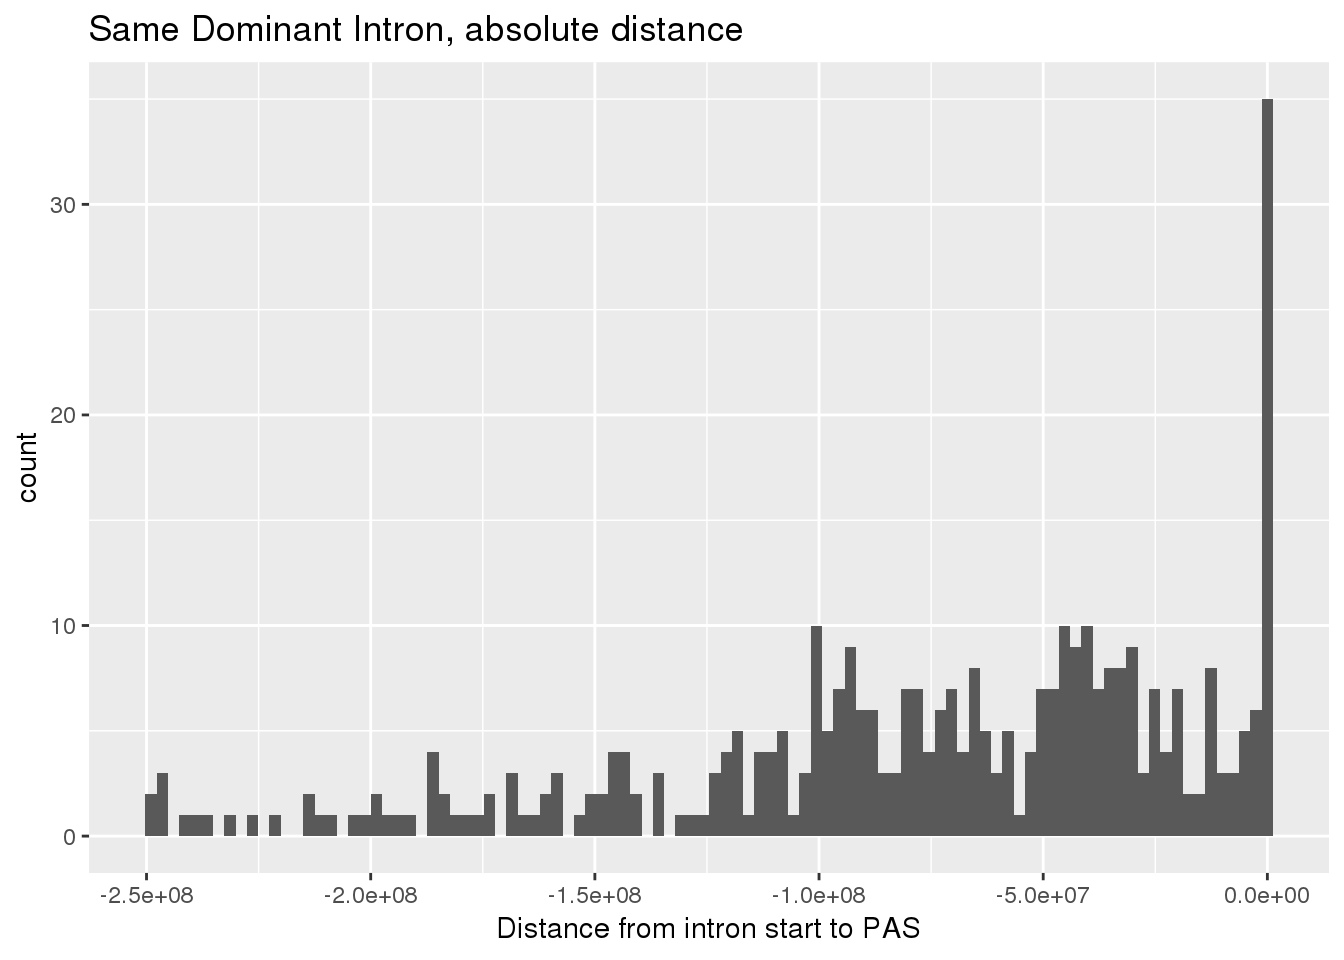 Same Dominant Intron, absolute distance
30
20
10
0
count
-2.5e+08 -2.0e+08 -1.5e+08 -1.0e+08 -5.0e+07 0.0e+00
Distance from intron start to PAS